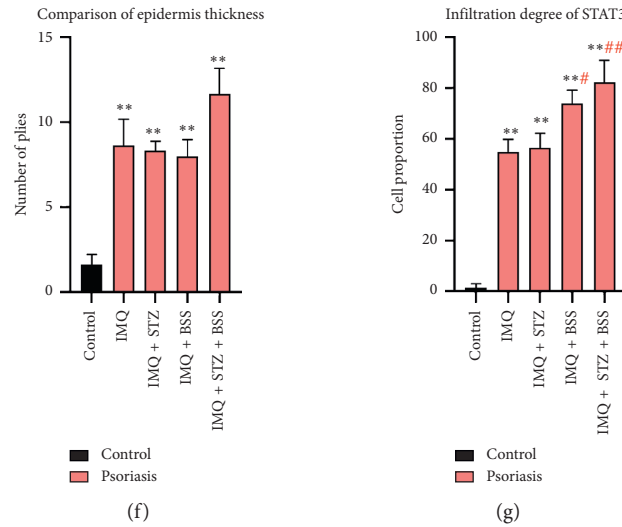 Comparison of epidermis thickness
15
10
5
0
Number of plies
**
**
**
**
**
Control
IMQ
IMQ + STZ
IMQ + BSS
IMQ + STZ + BSS
Control
Psoriasis
(f)
Infiltration degree of STAT3
100
80
60
40
20
0
Cell proportion
**
**
**#
**##
Control
IMQ
IMQ + STZ
IMQ + BSS
IMQ + STZ + BSS
Control
Psoriasis
(g)